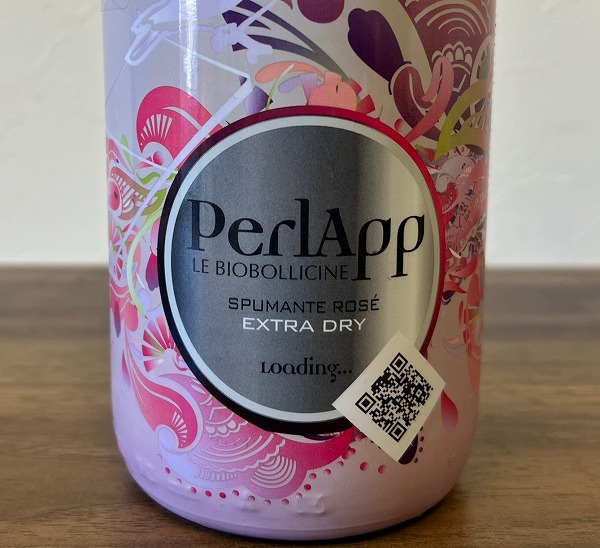 PerlApp
LE BIOBOLLICINE
SPUMANTE ROSÉ
EXTRA DRY
Loading...